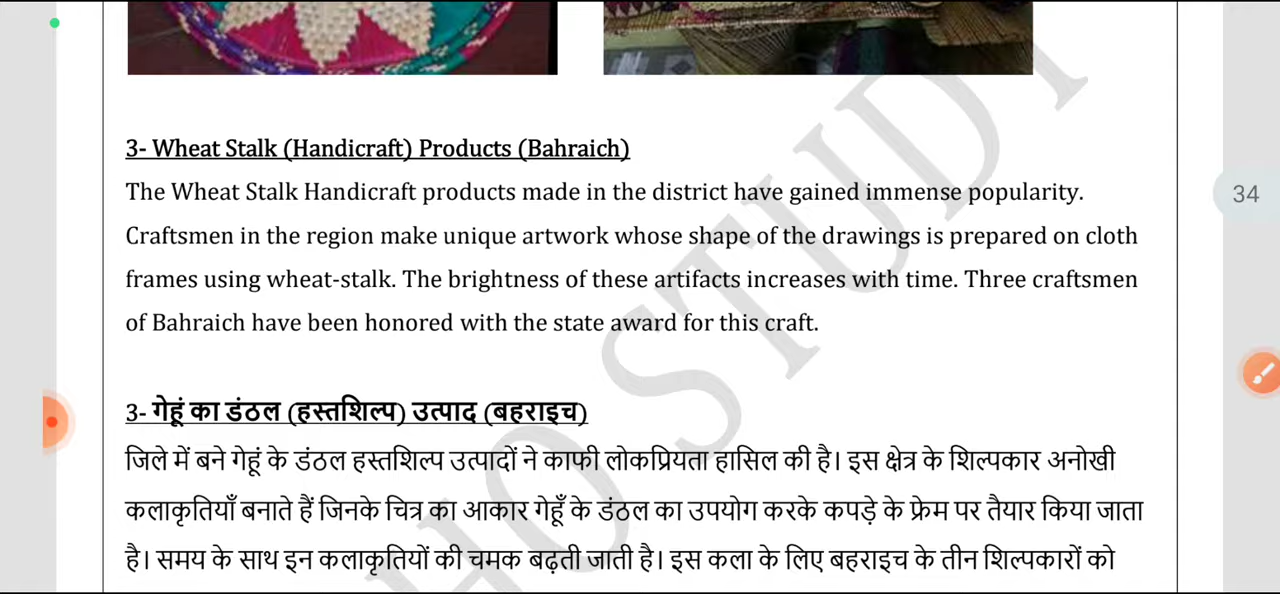 3- Wheat Stalk (Handicraft) Products (Bahraich)
The Wheat Stalk Handicraft products made in the district have gained immense popularity.
34
Craftsmen in the region make unique artwork whose shape of the drawings is prepared on cloth
frames using wheat-stalk. The brightness of these artifacts increases with time. Three craftsmen
of Bahraich have been honored with the state award for this craft.
3- गेहूं का डंठल (हस्तशिल्प) उत्पाद (बहराइच)
जिले में बने गेहूं के डंठल हस्तशिल्प उत्पादों ने काफी लोकप्रियता हासिल की है। इस क्षेत्र के शिल्पकार अनोखी
कलाकृतियाँ बनाते हैं जिनके चित्र का आकार गेहूँ के डंठल का उपयोग करके कपड़े के फ्रेम पर तैयार किया जाता
है। समय के साथ इन कलाकृतियों की चमक बढ़ती जाती है। इस कला के लिए बहराइच के तीन शिल्पकारों को
HO STUDY